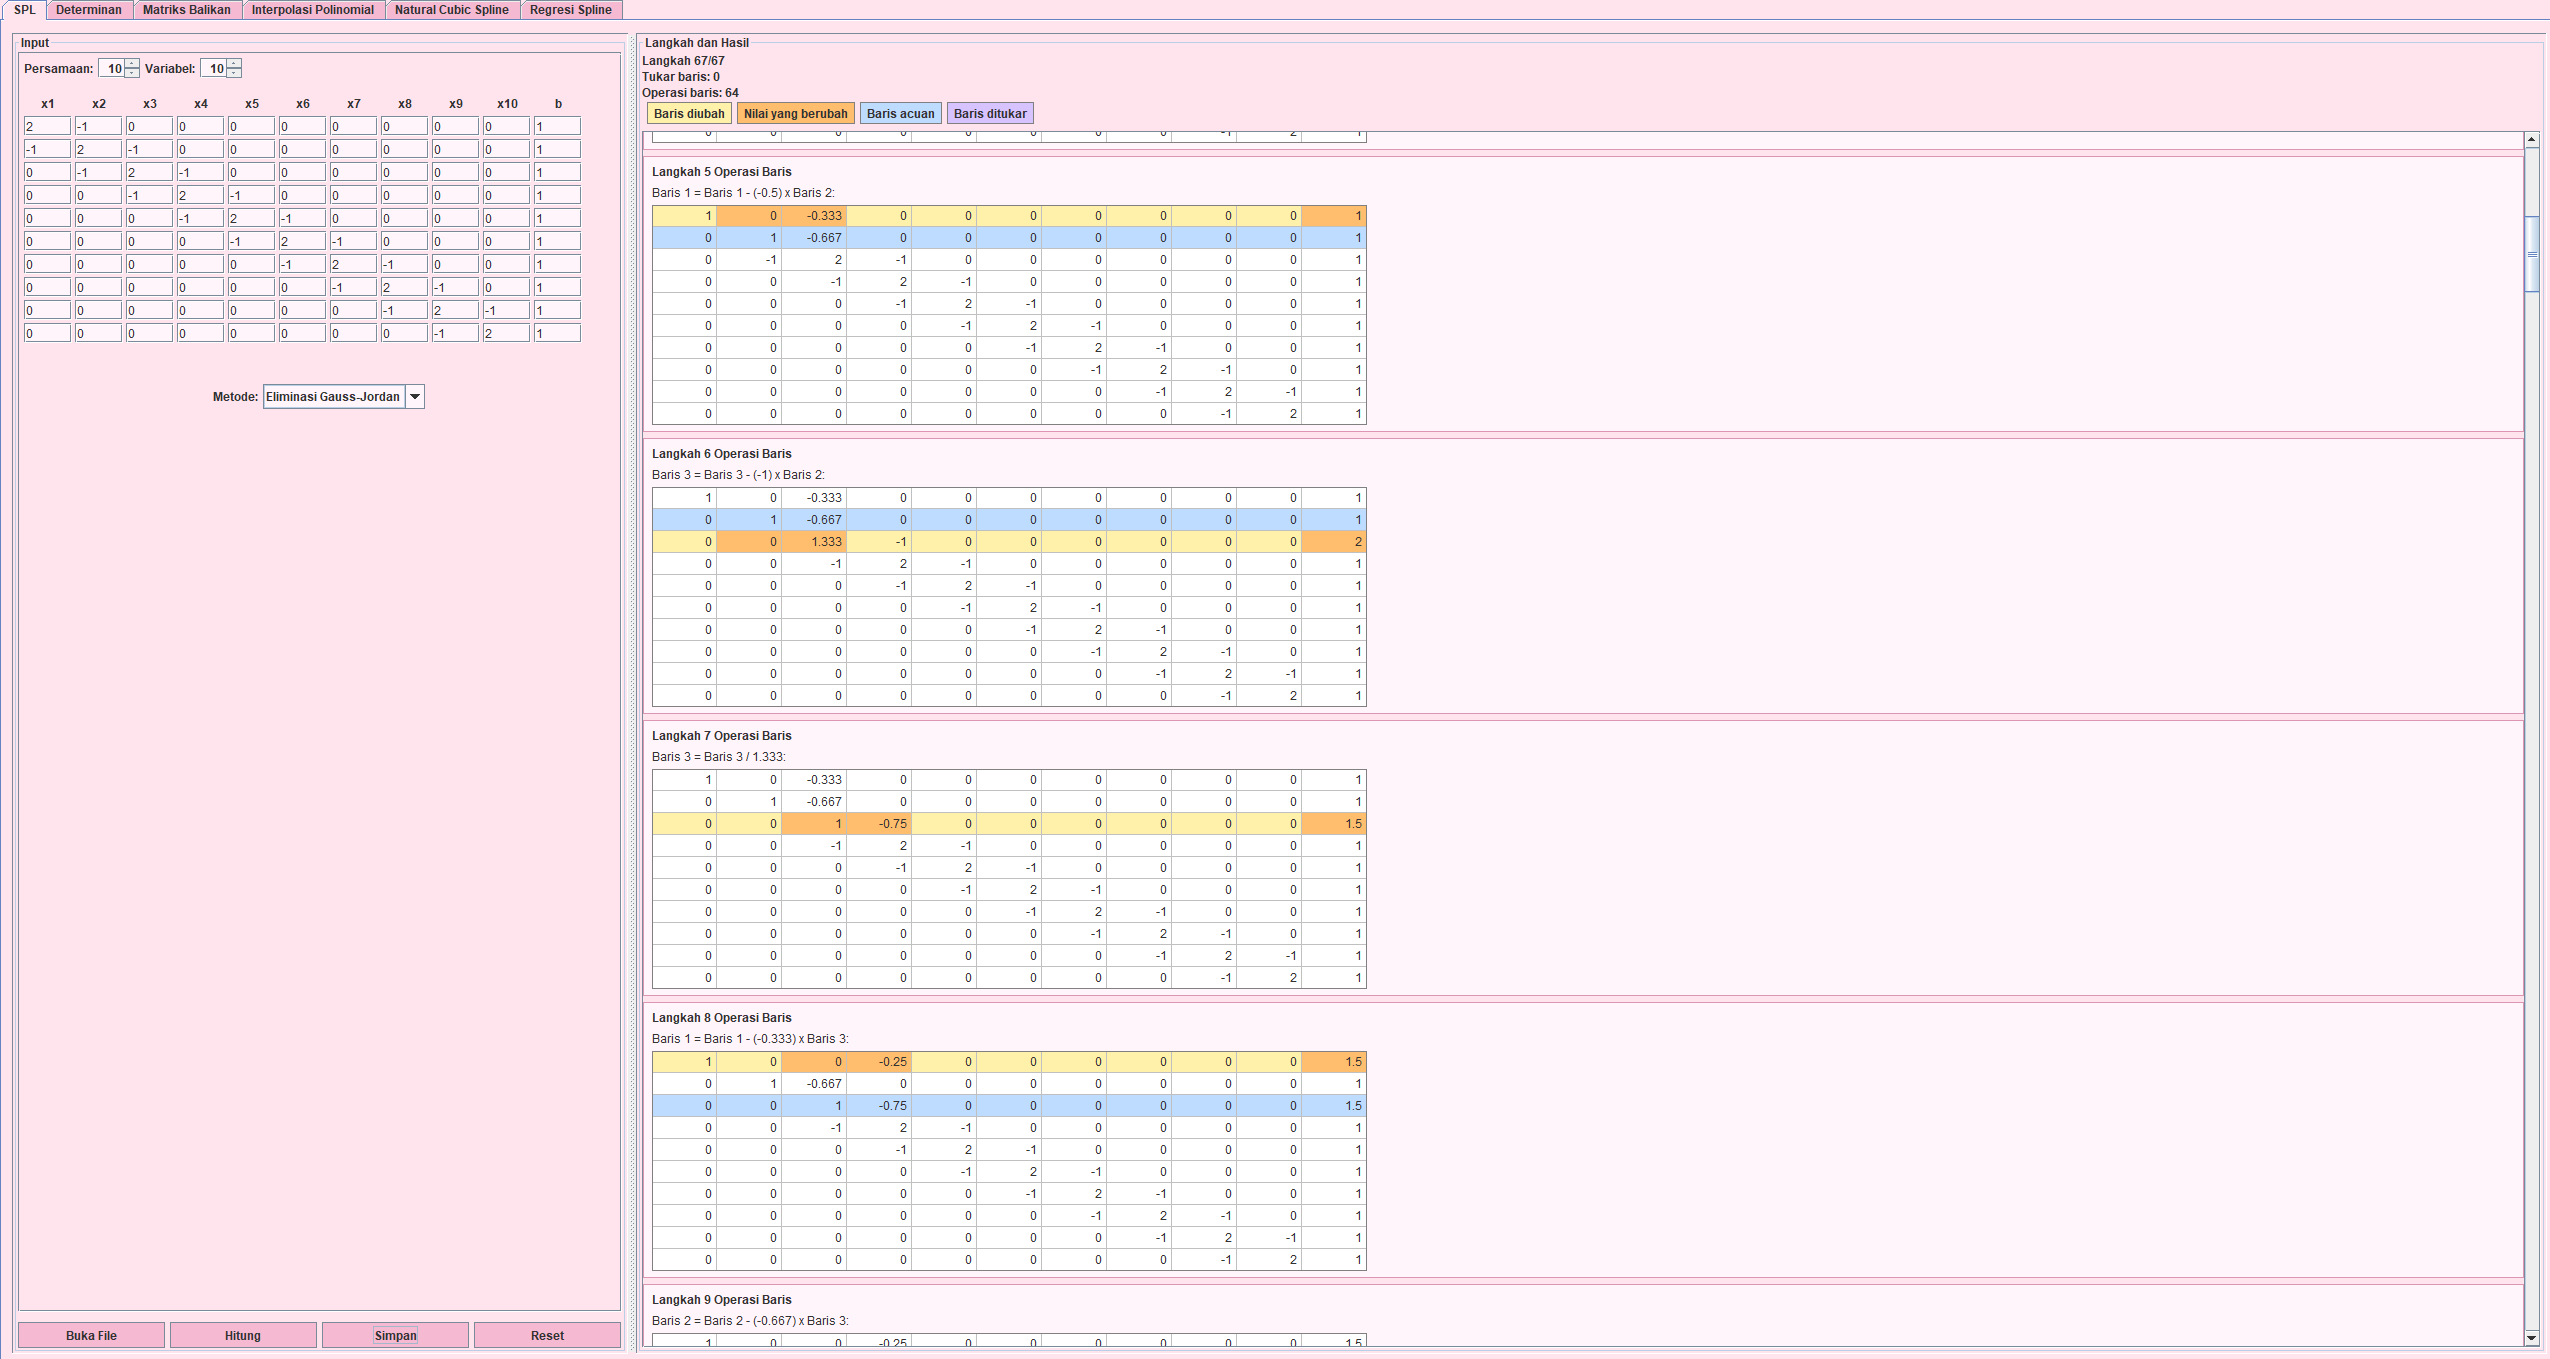 SPL Determinan Matriks Balikan Interpolasi Polinomial Natural Cubic Spline Regresi Spline
Input
Persamaan: 10 Variabel: 10
x1 x2 x3 x4 x5 x6 x7 x8 x9 x10 b
2 -1 0 0 0 0 0 0 0 0 1
-1 2 -1 0 0 0 0 0 0 0 1
0 -1 2 -1 0 0 0 0 0 0 1
0 0 -1 2 -1 0 0 0 0 0 1
0 0 0 -1 2 -1 0 0 0 0 1
0 0 0 0 -1 2 -1 0 0 0 1
0 0 0 0 0 -1 2 -1 0 0 1
0 0 0 0 0 0 -1 2 -1 0 1
0 0 0 0 0 0 0 -1 2 -1 1
0 0 0 0 0 0 0 0 -1 2 1
Metode: Eliminasi Gauss-Jordan
Buka File Hitung Simpan Reset
Langkah dan Hasil
Langkah 67/67
Tukar baris: 0
Operasi baris: 64
Baris diubah Nilai yang berubah Baris acuan Baris ditukar
0 0 0 0 0 0 0 0 -1 2 1
Langkah 5 Operasi Baris
Baris 1 = Baris 1 - (-0.5) x Baris 2:
1 0 -0.333 0 0 0 0 0 0 0 1
0 1 -0.667 0 0 0 0 0 0 0 1
0 -1 2 -1 0 0 0 0 0 0 1
0 0 -1 2 -1 0 0 0 0 0 1
0 0 0 -1 2 -1 0 0 0 0 1
0 0 0 0 -1 2 -1 0 0 0 1
0 0 0 0 0 -1 2 -1 0 0 1
0 0 0 0 0 0 -1 2 -1 0 1
0 0 0 0 0 0 0 -1 2 -1 1
0 0 0 0 0 0 0 0 -1 2 1
Langkah 6 Operasi Baris
Baris 3 = Baris 3 - (-1) x Baris 2:
1 0 -0.333 0 0 0 0 0 0 0 1
0 1 -0.667 0 0 0 0 0 0 0 1
0 0 1.333 -1 0 0 0 0 0 0 2
0 0 -1 2 -1 0 0 0 0 0 1
0 0 0 -1 2 -1 0 0 0 0 1
0 0 0 0 -1 2 -1 0 0 0 1
0 0 0 0 0 -1 2 -1 0 0 1
0 0 0 0 0 0 -1 2 -1 0 1
0 0 0 0 0 0 0 -1 2 -1 1
0 0 0 0 0 0 0 0 -1 2 1
Langkah 7 Operasi Baris
Baris 3 = Baris 3 / 1.333:
1 0 -0.333 0 0 0 0 0 0 0 1
0 1 -0.667 0 0 0 0 0 0 0 1
0 0 1 -0.75 0 0 0 0 0 0 1.5
0 0 -1 2 -1 0 0 0 0 0 1
0 0 0 -1 2 -1 0 0 0 0 1
0 0 0 0 -1 2 -1 0 0 0 1
0 0 0 0 0 -1 2 -1 0 0 1
0 0 0 0 0 0 -1 2 -1 0 1
0 0 0 0 0 0 0 -1 2 -1 1
0 0 0 0 0 0 0 0 -1 2 1
Langkah 8 Operasi Baris
Baris 1 = Baris 1 - (-0.333) x Baris 3:
1 0 0 -0.25 0 0 0 0 0 0 1.5
0 1 -0.667 0 0 0 0 0 0 0 1
0 0 1 -0.75 0 0 0 0 0 0 1.5
0 0 -1 2 -1 0 0 0 0 0 1
0 0 0 -1 2 -1 0 0 0 0 1
0 0 0 0 -1 2 -1 0 0 0 1
0 0 0 0 0 -1 2 -1 0 0 1
0 0 0 0 0 0 -1 2 -1 0 1
0 0 0 0 0 0 0 -1 2 -1 1
0 0 0 0 0 0 0 0 -1 2 1
Langkah 9 Operasi Baris
Baris 2 = Baris 2 - (-0.667) x Baris 3:
1 0 0 -0.25 0 0 0 0 0 0 1.5